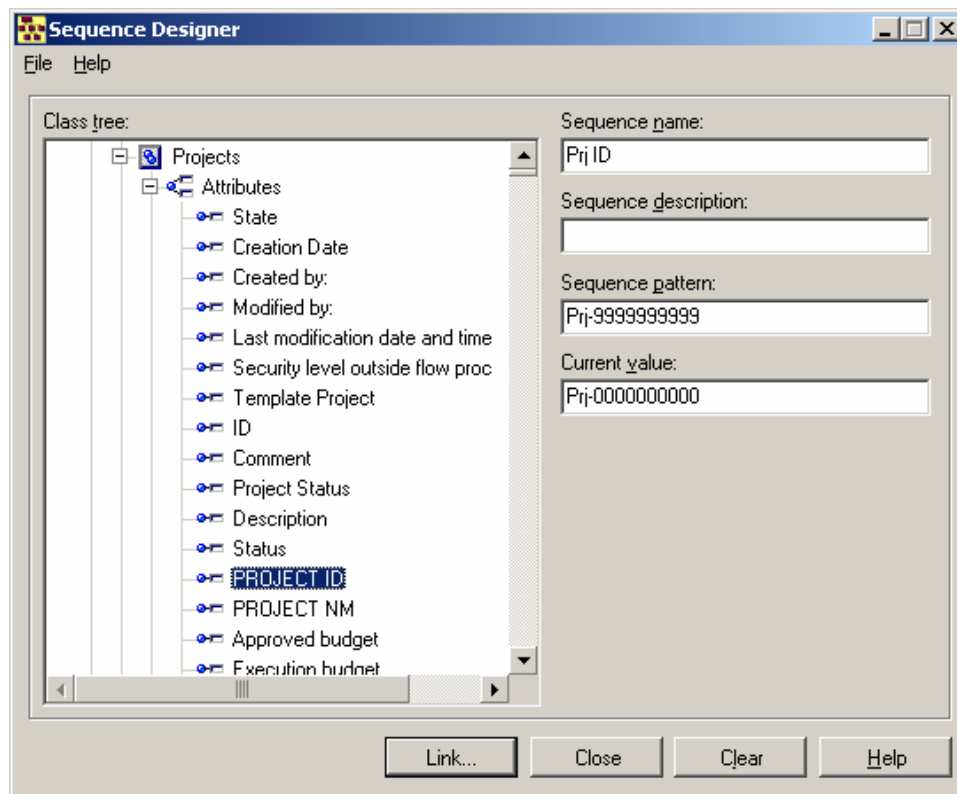 Sequence Designer
File Help
Class tree:
Projects
Attributes
State
Creation Date
Created by:
Modified by:
Last modification date and time
Security level outside flow proc
Template Project
ID
Comment
Project Status
Description
Status
PROJECT ID
PROJECT NM
Approved budget
Execution budget
Sequence name:
Prj ID
Sequence description:
Sequence pattern:
Prj-9999999999
Current value:
Prj-0000000000
Link... Close Clear Help